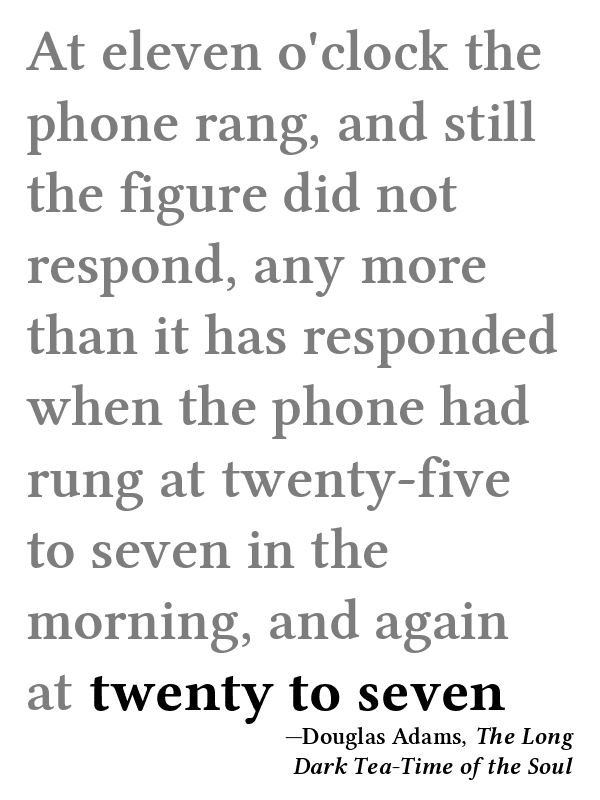 At eleven o'clock the
phone rang, and still
the figure did not
respond, any more
than it has responded
when the phone had
rung at twenty-five
to seven in the
morning, and again
at twenty to seven
—Douglas Adams, The Long
Dark Tea-Time of the Soul